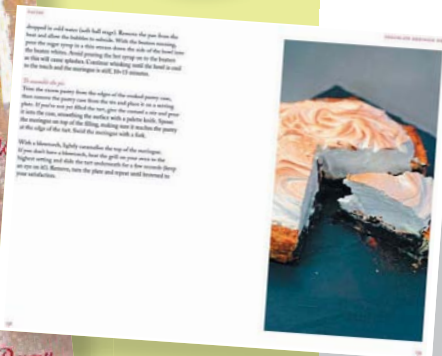 dropped in cold water (soft ball stage). Remove the pan from the
heat and allow the bubbles to subside. With the beaters running,
pour the sugar syrup in a thin stream down the side of the bowl into
the beaten whites. Avoid pouring the hot syrup on to the beaters
as this will cause splashes. Continue whisking until the bowl is cool
to the touch and the meringue is stiff, 10–15 minutes.
To assemble the pie
Trim the excess pastry from the edges of the cooked pastry case,
then remove the pastry case from the tin and place it on a serving
plate. If you've not yet filled the tart, give the custard a stir and pour
it into the case, smoothing the surface with a palette knife. Spoon
the meringue on top of the filling, making sure it reaches the pastry
at the edge of the tart. Swirl the meringue with a fork.
With a blowtorch, lightly caramelise the top of the meringue.
If you don't have a blowtorch, heat the grill on your oven to the
highest setting and slide the tart underneath for a few seconds (keep
an eye on it!). Remove, turn the plate and repeat until browned to
your satisfaction.